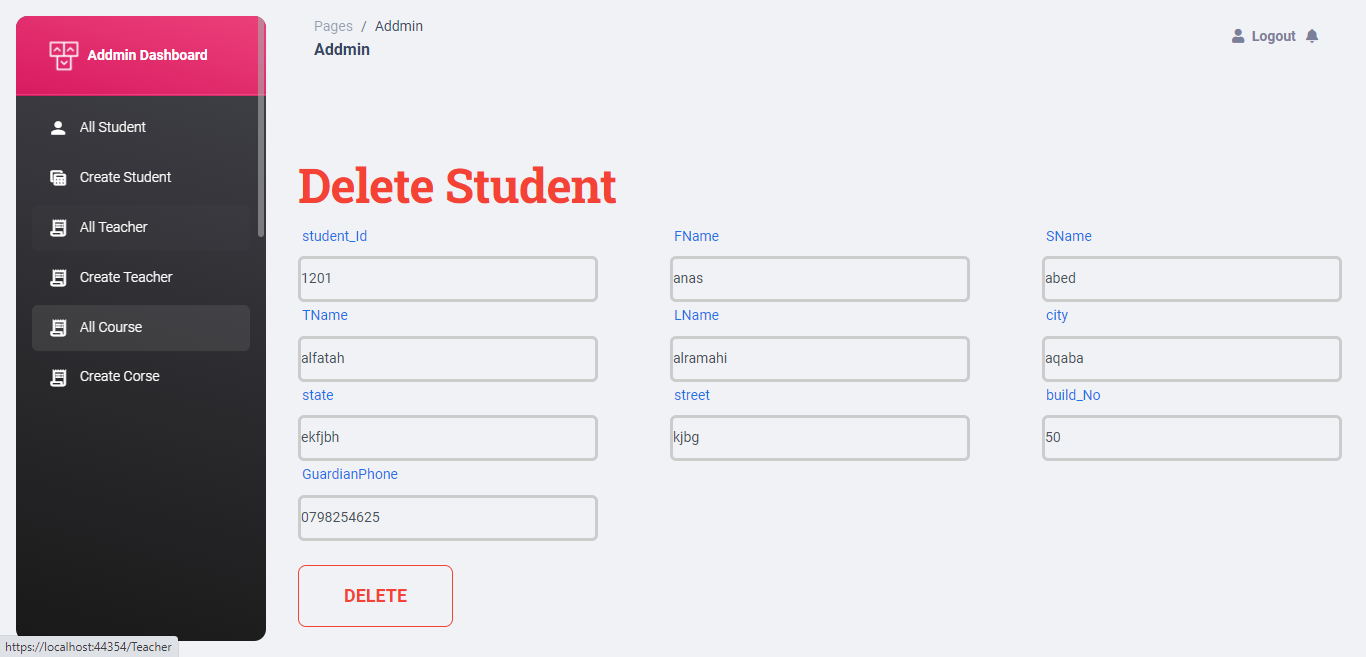 Addmin Dashboard
All Student
Create Student
All Teacher
Create Teacher
All Course
Create Corse
Pages / Addmin
Addmin
Logout
Delete Student
student_Id FName SName
1201 anas abed
TName LName city
alfatah alramahi aqaba
state street build_No
ekfjbh kjbg 50
GuardianPhone
0798254625
DELETE
https://localhost:44354/Teacher